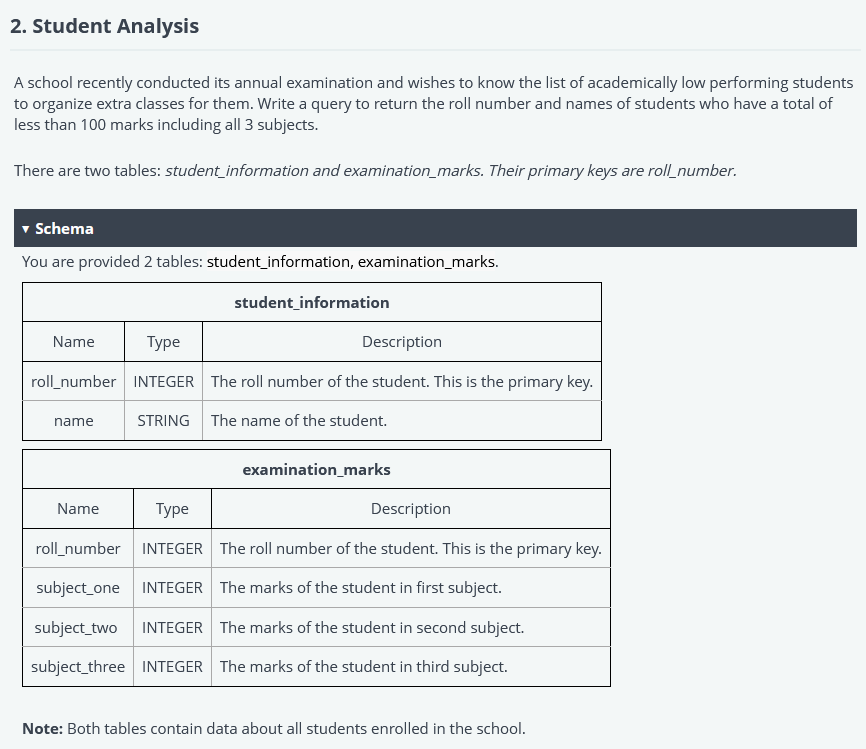 2. Student Analysis
A school recently conducted its annual examination and wishes to know the list of academically low performing students
to organize extra classes for them. Write a query to return the roll number and names of students who have a total of
less than 100 marks including all 3 subjects.
There are two tables: student_information and examination_marks. Their primary keys are roll_number.
▾ Schema
You are provided 2 tables: student_information, examination_marks.
student_information
Name Type Description
roll_number INTEGER The roll number of the student. This is the primary key.
name STRING The name of the student.
examination_marks
Name Type Description
roll_number INTEGER The roll number of the student. This is the primary key.
subject_one INTEGER The marks of the student in first subject.
subject_two INTEGER The marks of the student in second subject.
subject_three INTEGER The marks of the student in third subject.
Note: Both tables contain data about all students enrolled in the school.